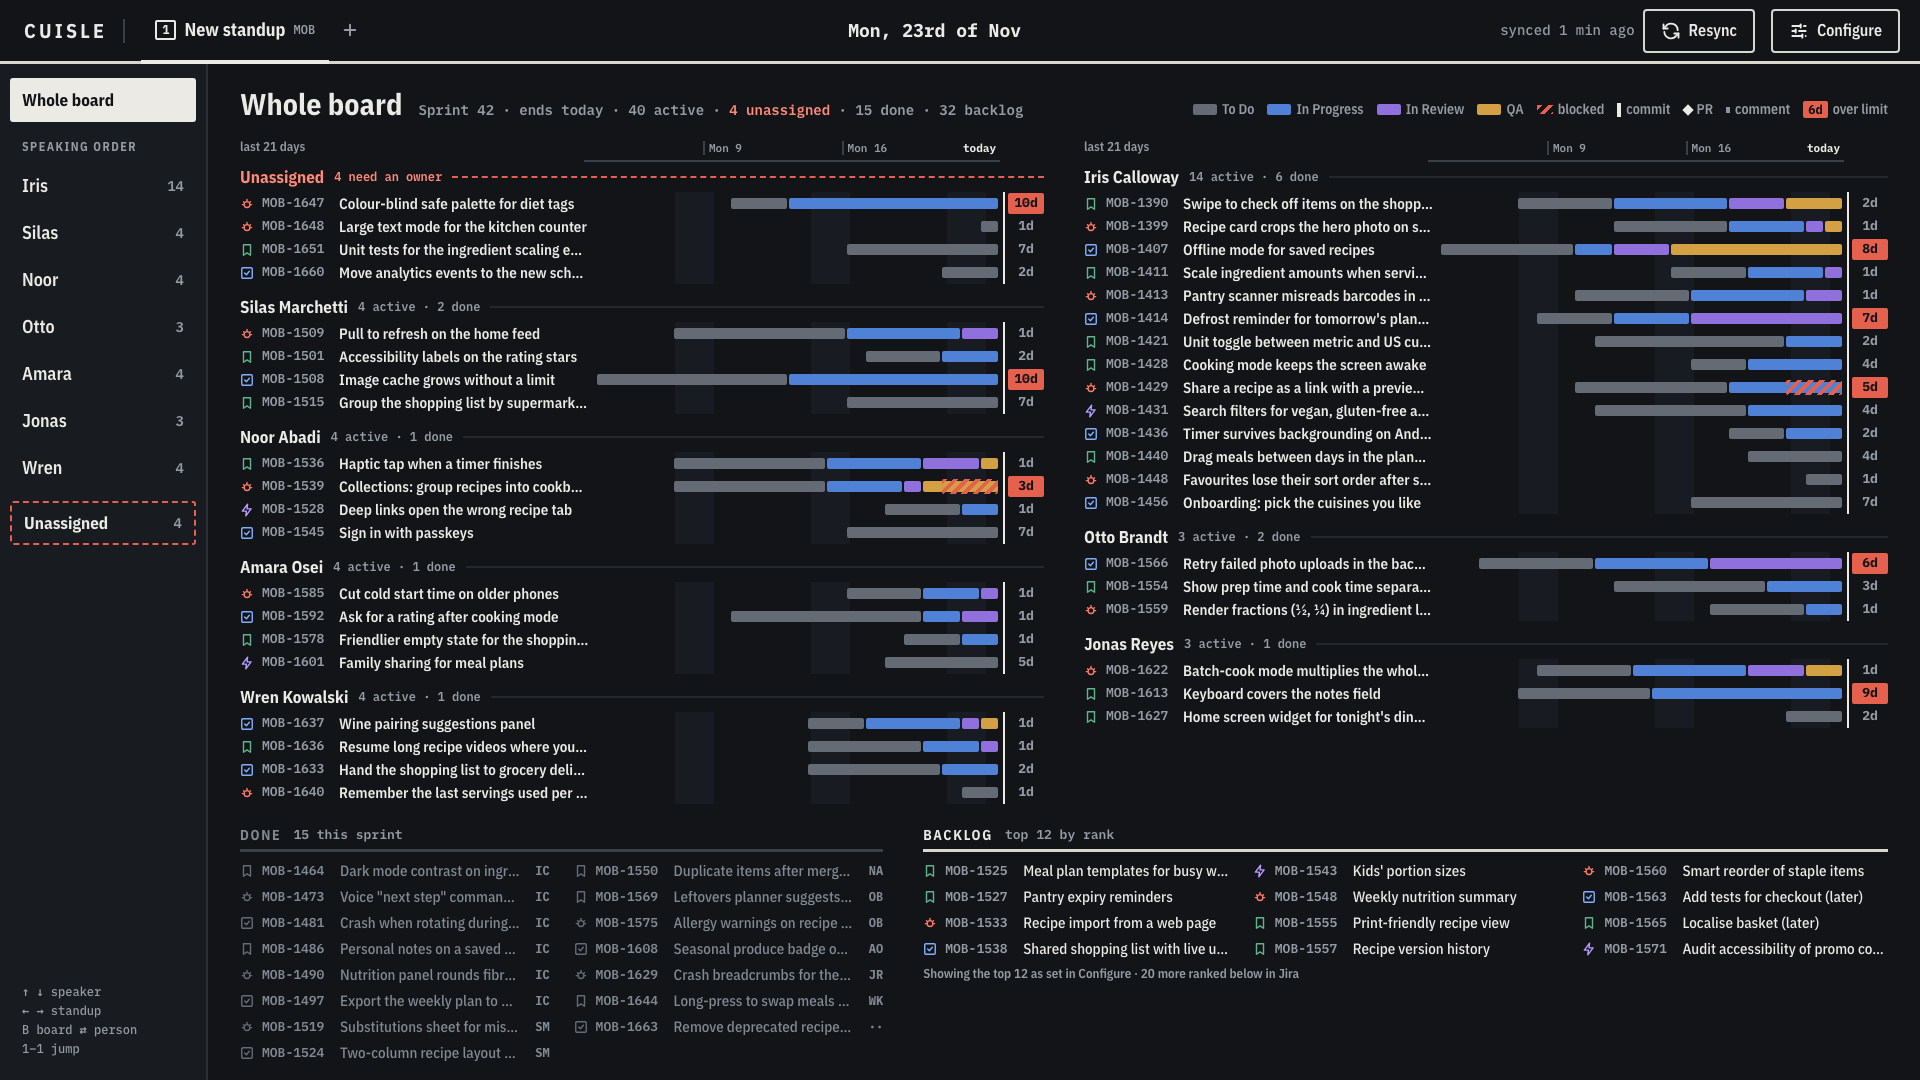 CUISLE
1 New standup MOB +
Mon, 23rd of Nov
synced 1 min ago
Resync
Configure
Whole board
SPEAKING ORDER
Iris 14
Silas 4
Noor 4
Otto 3
Amara 4
Jonas 3
Wren 4
Unassigned 4
↑ ↓ speaker
← → standup
B board ⇄ person
1–1 jump
Whole board Sprint 42 · ends today · 40 active · 4 unassigned · 15 done · 32 backlog
To Do In Progress In Review QA blocked commit PR comment 6d over limit
last 21 days Mon 9 Mon 16 today
Unassigned 4 need an owner
MOB-1647 Colour-blind safe palette for diet tags 10d
MOB-1648 Large text mode for the kitchen counter 1d
MOB-1651 Unit tests for the ingredient scaling e... 7d
MOB-1660 Move analytics events to the new sch... 2d
Silas Marchetti 4 active · 2 done
MOB-1509 Pull to refresh on the home feed 1d
MOB-1501 Accessibility labels on the rating stars 2d
MOB-1508 Image cache grows without a limit 10d
MOB-1515 Group the shopping list by supermark... 7d
Noor Abadi 4 active · 1 done
MOB-1536 Haptic tap when a timer finishes 1d
MOB-1539 Collections: group recipes into cookb... 3d
MOB-1528 Deep links open the wrong recipe tab 1d
MOB-1545 Sign in with passkeys 7d
Amara Osei 4 active · 1 done
MOB-1585 Cut cold start time on older phones 1d
MOB-1592 Ask for a rating after cooking mode 1d
MOB-1578 Friendlier empty state for the shoppin... 1d
MOB-1601 Family sharing for meal plans 5d
Wren Kowalski 4 active · 1 done
MOB-1637 Wine pairing suggestions panel 1d
MOB-1636 Resume long recipe videos where you... 1d
MOB-1633 Hand the shopping list to grocery deli... 2d
MOB-1640 Remember the last servings used per ... 1d
last 21 days Mon 9 Mon 16 today
Iris Calloway 14 active · 6 done
MOB-1390 Swipe to check off items on the shopp... 2d
MOB-1399 Recipe card crops the hero photo on s... 1d
MOB-1407 Offline mode for saved recipes 8d
MOB-1411 Scale ingredient amounts when servi... 1d
MOB-1413 Pantry scanner misreads barcodes in ... 1d
MOB-1414 Defrost reminder for tomorrow's plan... 7d
MOB-1421 Unit toggle between metric and US cu... 2d
MOB-1428 Cooking mode keeps the screen awake 4d
MOB-1429 Share a recipe as a link with a previe... 5d
MOB-1431 Search filters for vegan, gluten-free a... 4d
MOB-1436 Timer survives backgrounding on And... 2d
MOB-1440 Drag meals between days in the plan... 4d
MOB-1448 Favourites lose their sort order after s... 1d
MOB-1456 Onboarding: pick the cuisines you like 7d
Otto Brandt 3 active · 2 done
MOB-1566 Retry failed photo uploads in the bac... 6d
MOB-1554 Show prep time and cook time separa... 3d
MOB-1559 Render fractions (½, ¼) in ingredient l... 1d
Jonas Reyes 3 active · 1 done
MOB-1622 Batch-cook mode multiplies the whol... 1d
MOB-1613 Keyboard covers the notes field 9d
MOB-1627 Home screen widget for tonight's din... 2d
DONE 15 this sprint
MOB-1464 Dark mode contrast on ingr... IC
MOB-1473 Voice "next step" comman... IC
MOB-1481 Crash when rotating during... IC
MOB-1486 Personal notes on a saved ... IC
MOB-1490 Nutrition panel rounds fibr... IC
MOB-1497 Export the weekly plan to ... IC
MOB-1519 Substitutions sheet for mis... SM
MOB-1524 Two-column recipe layout ... SM
MOB-1550 Duplicate items after merg... NA
MOB-1569 Leftovers planner suggests... OB
MOB-1575 Allergy warnings on recipe ... OB
MOB-1608 Seasonal produce badge o... AO
MOB-1629 Crash breadcrumbs for the... JR
MOB-1644 Long-press to swap meals ... WK
MOB-1663 Remove deprecated recipe... ··
BACKLOG top 12 by rank
MOB-1525 Meal plan templates for busy w...
MOB-1527 Pantry expiry reminders
MOB-1533 Recipe import from a web page
MOB-1538 Shared shopping list with live u...
MOB-1543 Kids' portion sizes
MOB-1548 Weekly nutrition summary
MOB-1555 Print-friendly recipe view
MOB-1557 Recipe version history
MOB-1560 Smart reorder of staple items
MOB-1563 Add tests for checkout (later)
MOB-1565 Localise basket (later)
MOB-1571 Audit accessibility of promo co...
Showing the top 12 as set in Configure · 20 more ranked below in Jira